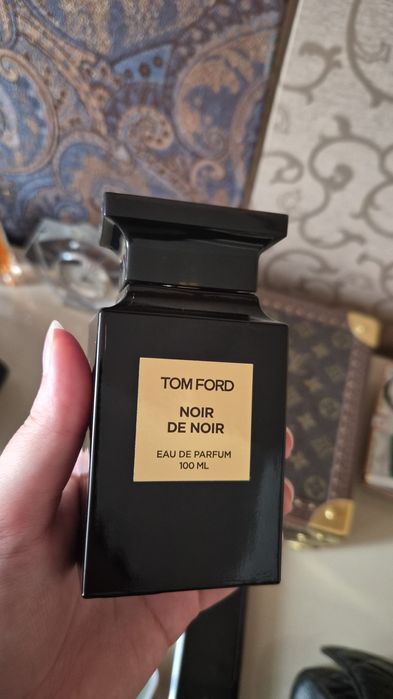 TOM FORD
NOIR
DE NOIR
EAU DE PARFUM
100 ML